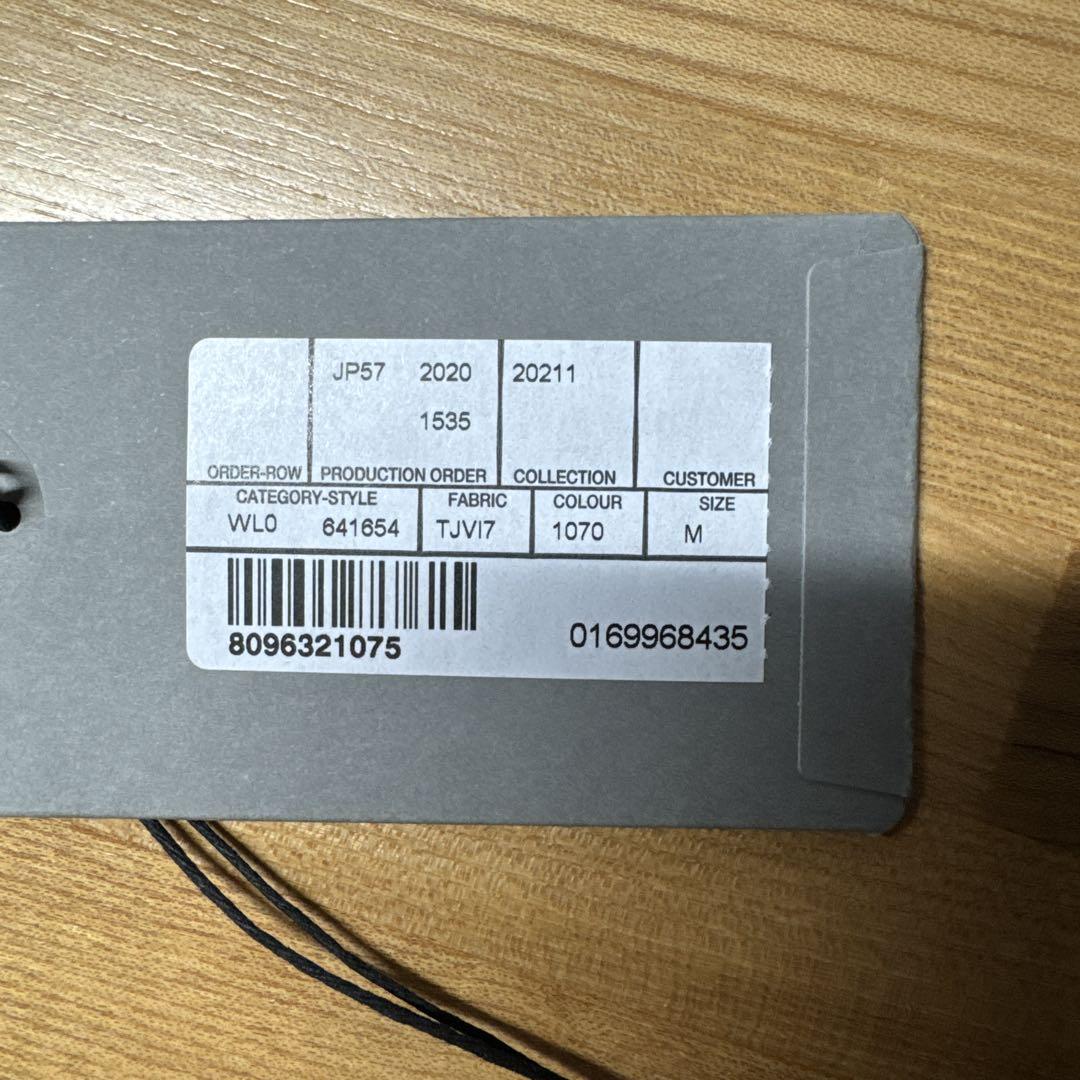 JP57 2020 20211
1535
ORDER-ROW PRODUCTION ORDER COLLECTION CUSTOMER
CATEGORY-STYLE FABRIC COLOUR SIZE
WL0 641654 TJVI7 1070 M
8096321075 0169968435